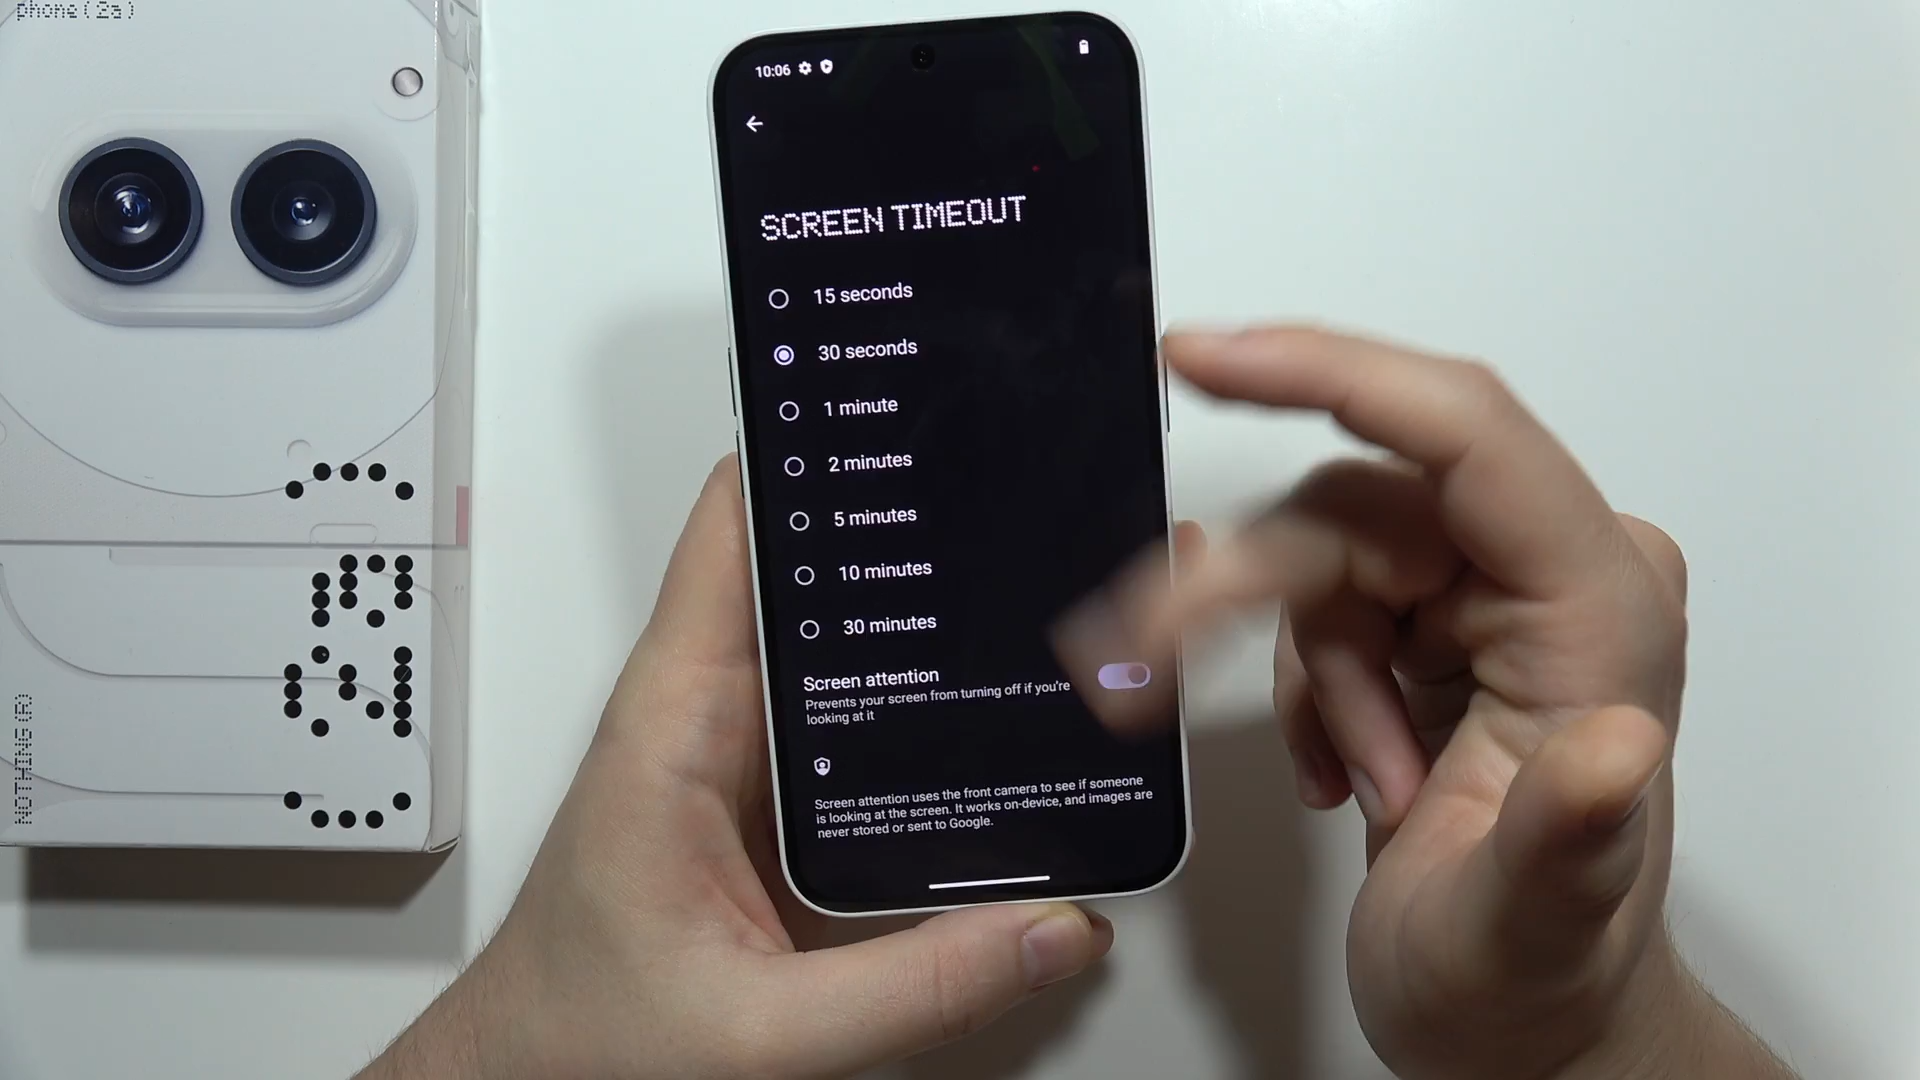 phone (2a)
NOTHING (R)
10:06
SCREEN TIMEOUT
15 seconds
30 seconds
1 minute
2 minutes
5 minutes
10 minutes
30 minutes
Screen attention
Prevents your screen from turning off if you're
looking at it
Screen attention uses the front camera to see if someone
is looking at the screen. It works on-device, and images are
never stored or sent to Google.